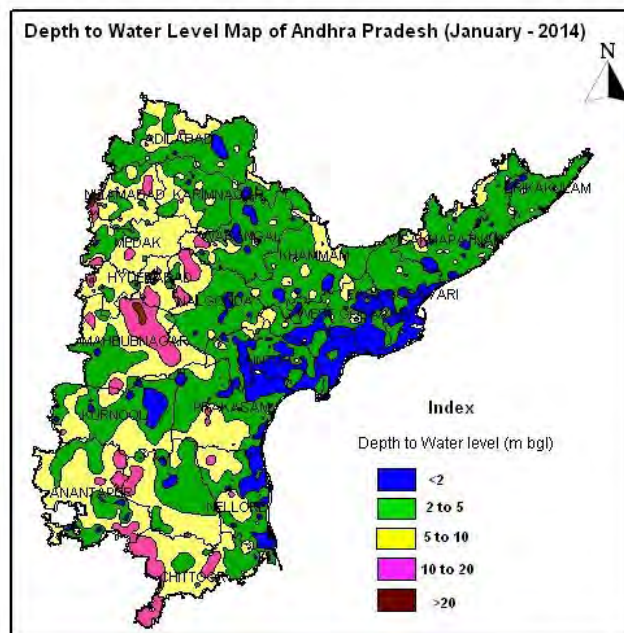 Depth to Water Level Map of Andhra Pradesh (January - 2014)
N
ADILABAD
SRIKAKULAM
NIZAMABAD
KARIMNAGAR
WARANGAL
MEDAK
KHAMMAM
HYDERABAD
NALGONDA
MAHBUBNAGAR
KURNOOL
PRAKASAM
ANANTAPUR
NELLORE
CHITTOOR
Index
Depth to Water level (m bgl)
<2
2 to 5
5 to 10
10 to 20
>20